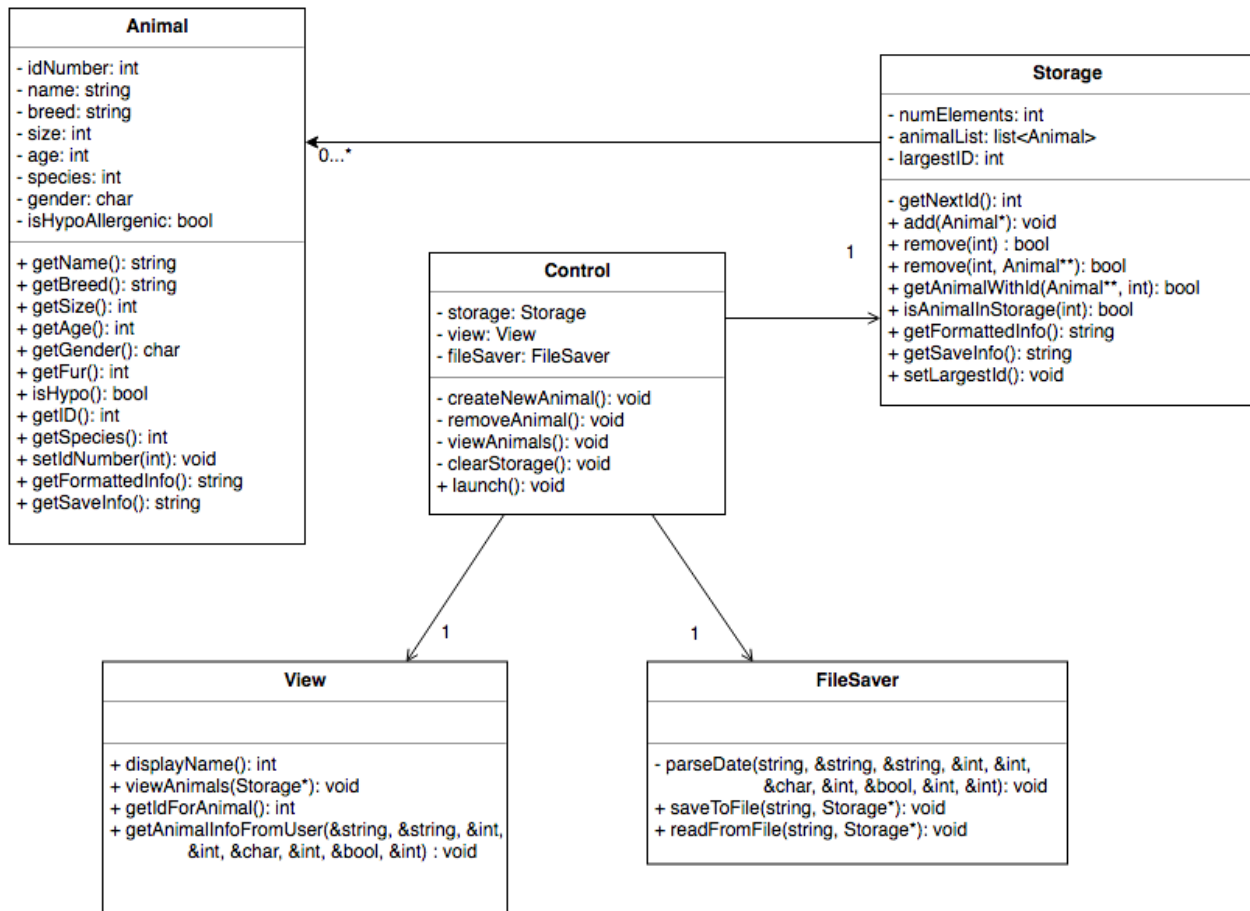 Animal
- idNumber: int
- name: string
- breed: string
- size: int
- age: int
- species: int
- gender: char
- isHypoAllergenic: bool
+ getName(): string
+ getBreed(): string
+ getSize(): int
+ getAge(): int
+ getGender(): char
+ getFur(): int
+ isHypo(): bool
+ getID(): int
+ getSpecies(): int
+ setIdNumber(int): void
+ getFormattedInfo(): string
+ getSaveInfo(): string
0...*
Storage
- numElements: int
- animalList: list<Animal>
- largestID: int
- getNextId(): int
+ add(Animal*): void
+ remove(int) : bool
+ remove(int, Animal**): bool
+ getAnimalWithId(Animal**, int): bool
+ isAnimalInStorage(int): bool
+ getFormattedInfo(): string
+ getSaveInfo(): string
+ setLargestId(): void
1
Control
- storage: Storage
- view: View
- fileSaver: FileSaver
- createNewAnimal(): void
- removeAnimal(): void
- viewAnimals(): void
- clearStorage(): void
+ launch(): void
1
1
View
+ displayName(): int
+ viewAnimals(Storage*): void
+ getIdForAnimal(): int
+ getAnimalInfoFromUser(&string, &string, &int,
&int, &char, &int, &bool, &int) : void
FileSaver
- parseDate(string, &string, &string, &int, &int,
&char, &int, &bool, &int, &int): void
+ saveToFile(string, Storage*): void
+ readFromFile(string, Storage*): void